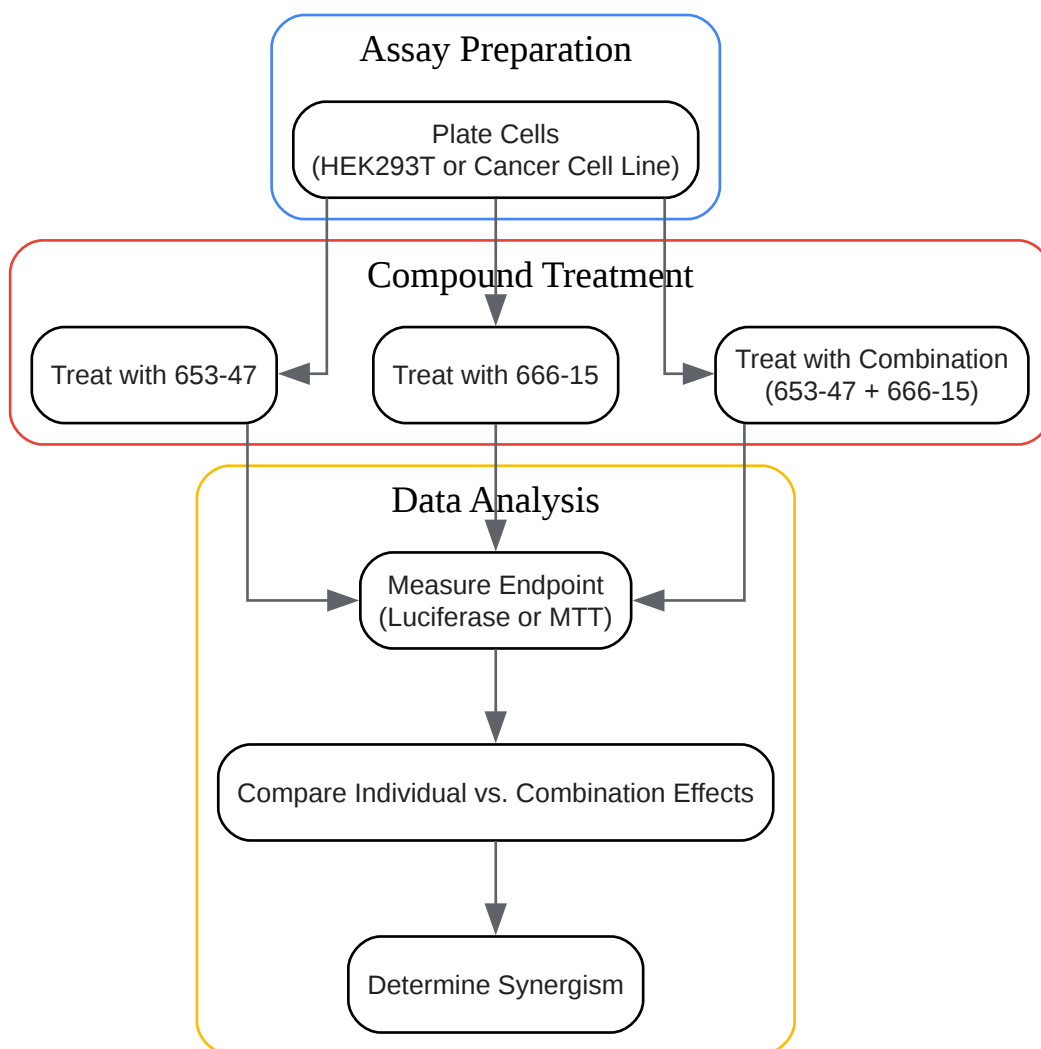 Assay Preparation
Plate Cells
(HEK293T or Cancer Cell Line)
Compound Treatment
Treat with 653-47
Treat with 666-15
Treat with Combination
(653-47 + 666-15)
Data Analysis
Measure Endpoint
(Luciferase or MTT)
Compare Individual vs. Combination Effects
Determine Synergism